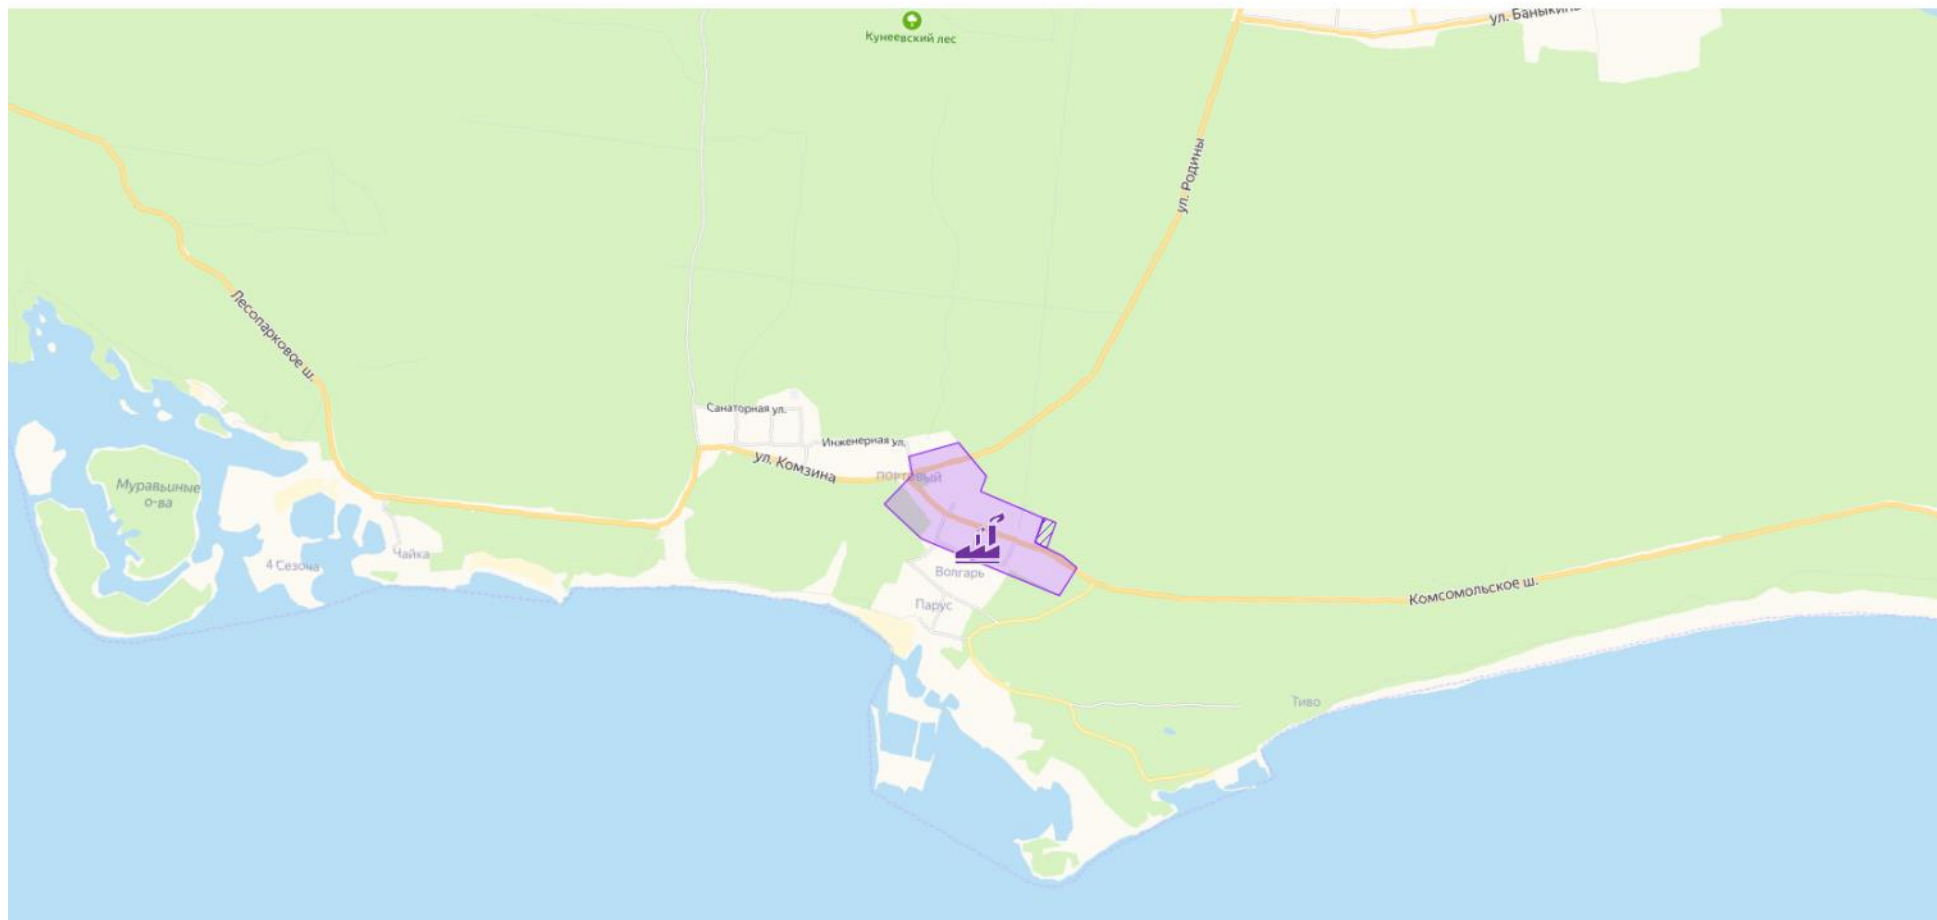 ул. Баныкина
Кунеевский лес
ул. Родины
Лесопарковое ш.
Санаторная ул.
Инженерная ул.
ул. Комзина
ПОРТОВЫЙ
Муравьиные
о-ва
4 Сезона
Чайка
Волгарь
Парус
Комсомольское ш.
Тиво